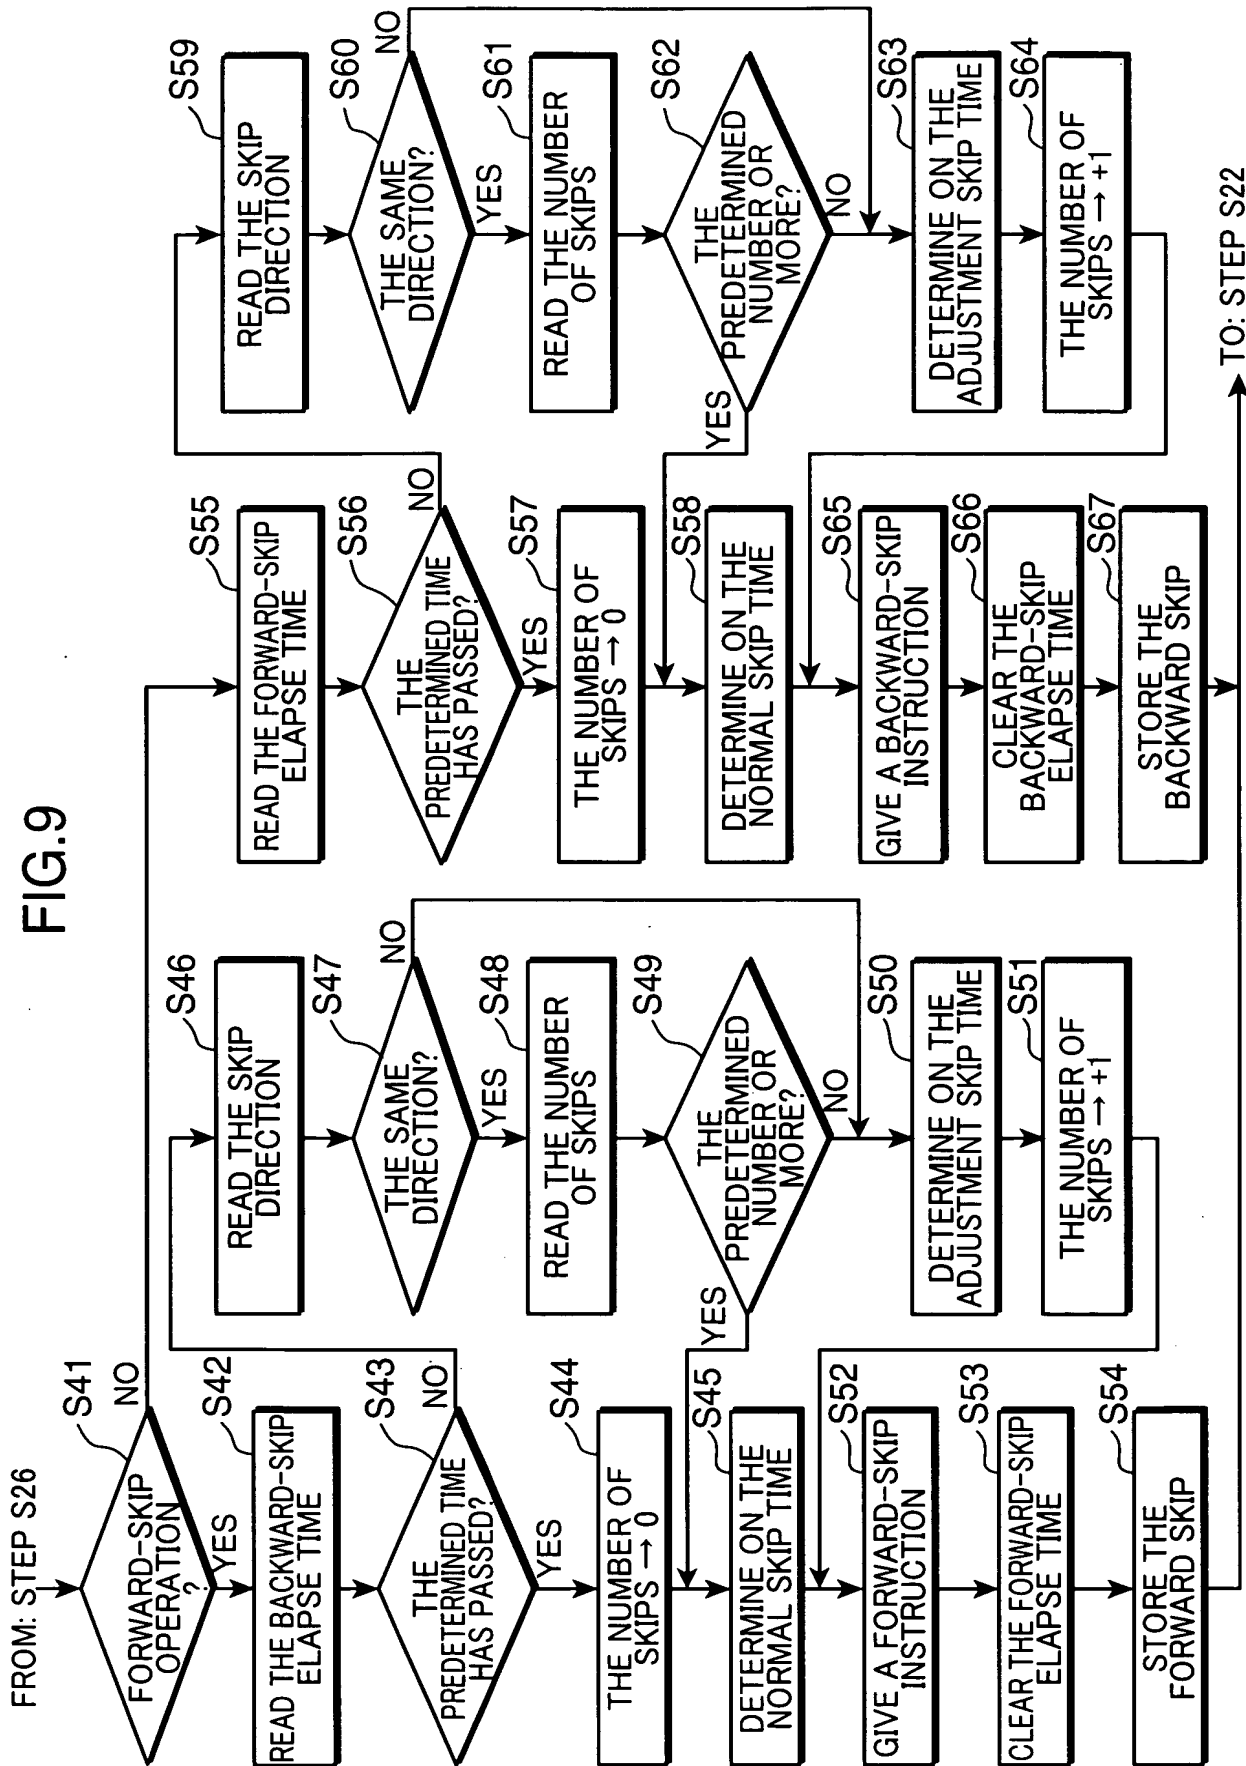 FIG.9
FROM: STEP S26
S41
FORWARD-SKIP
OPERATION
?
NO
YES
S42
READ THE BACKWARD-SKIP
ELAPSE TIME
S43
THE
PREDETERMINED TIME
HAS PASSED?
NO
YES
S44
THE NUMBER OF
SKIPS → 0
S45
DETERMINE ON THE
NORMAL SKIP TIME
S52
GIVE A FORWARD-SKIP
INSTRUCTION
S53
CLEAR THE FORWARD-SKIP
ELAPSE TIME
S54
STORE THE
FORWARD SKIP
S46
READ THE SKIP
DIRECTION
S47
THE SAME
DIRECTION?
NO
YES
S48
READ THE NUMBER
OF SKIPS
S49
THE
PREDETERMINED
NUMBER OR
MORE?
YES
NO
S50
DETERMINE ON THE
ADJUSTMENT SKIP TIME
S51
THE NUMBER OF
SKIPS → +1
S55
READ THE FORWARD-SKIP
ELAPSE TIME
S56
THE
PREDETERMINED TIME
HAS PASSED?
NO
YES
S57
THE NUMBER OF
SKIPS → 0
S58
DETERMINE ON THE
NORMAL SKIP TIME
S65
GIVE A BACKWARD-SKIP
INSTRUCTION
S66
CLEAR THE
BACKWARD-SKIP
ELAPSE TIME
S67
STORE THE
BACKWARD SKIP
S59
READ THE SKIP
DIRECTION
S60
THE SAME
DIRECTION?
NO
YES
S61
READ THE NUMBER
OF SKIPS
S62
THE
PREDETERMINED
NUMBER OR
MORE?
YES
NO
S63
DETERMINE ON THE
ADJUSTMENT SKIP TIME
S64
THE NUMBER OF
SKIPS → +1
TO: STEP S22